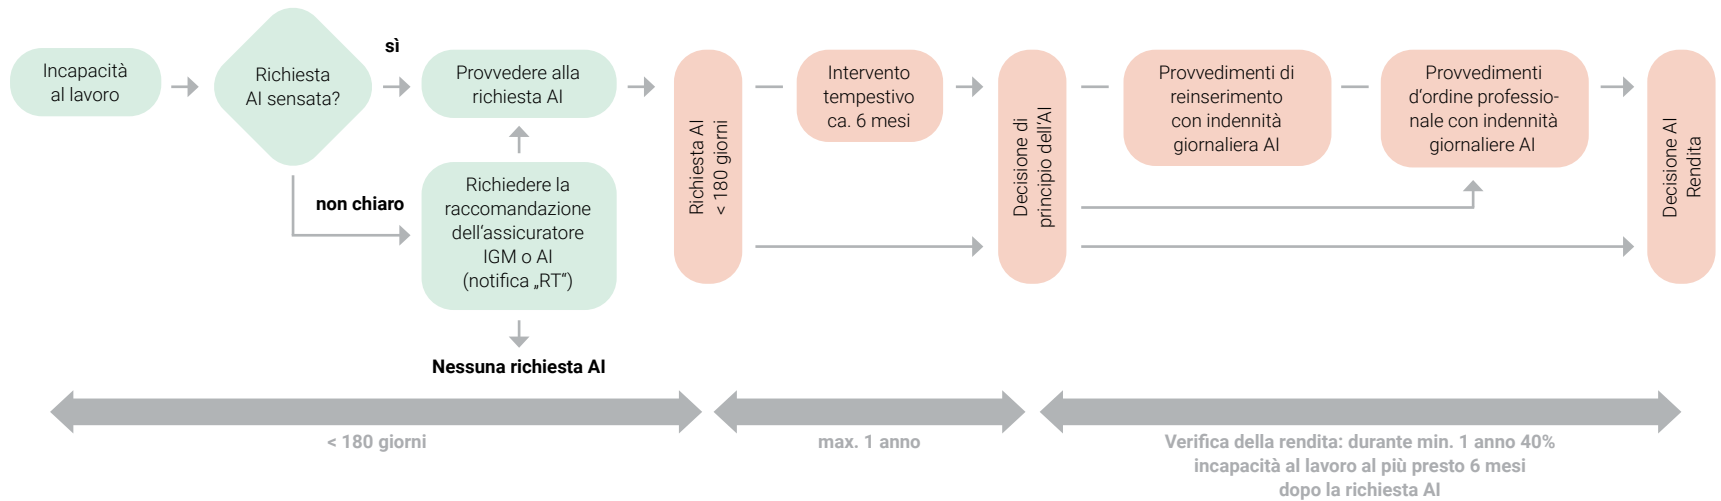 Incapacità
al lavoro
Richiesta
AI sensata?
sì
non chiaro
Provvedere alla
richiesta AI
Richiedere la
raccomandazione
dell‘assicuratore
IGM o AI
(notifica „RT“)
Nessuna richiesta AI
Richiesta AI
< 180 giorni
Intervento
tempestivo
ca. 6 mesi
Decisione di
principio dell‘AI
Provvedimenti di
reinserimento
con indennità
giornaliera AI
Provvedimenti
d‘ordine professio-
nale con indennità
giornaliere AI
Decisione AI
Rendita
< 180 giorni
max. 1 anno
Verifica della rendita: durante min. 1 anno 40%
incapacità al lavoro al più presto 6 mesi
dopo la richiesta AI